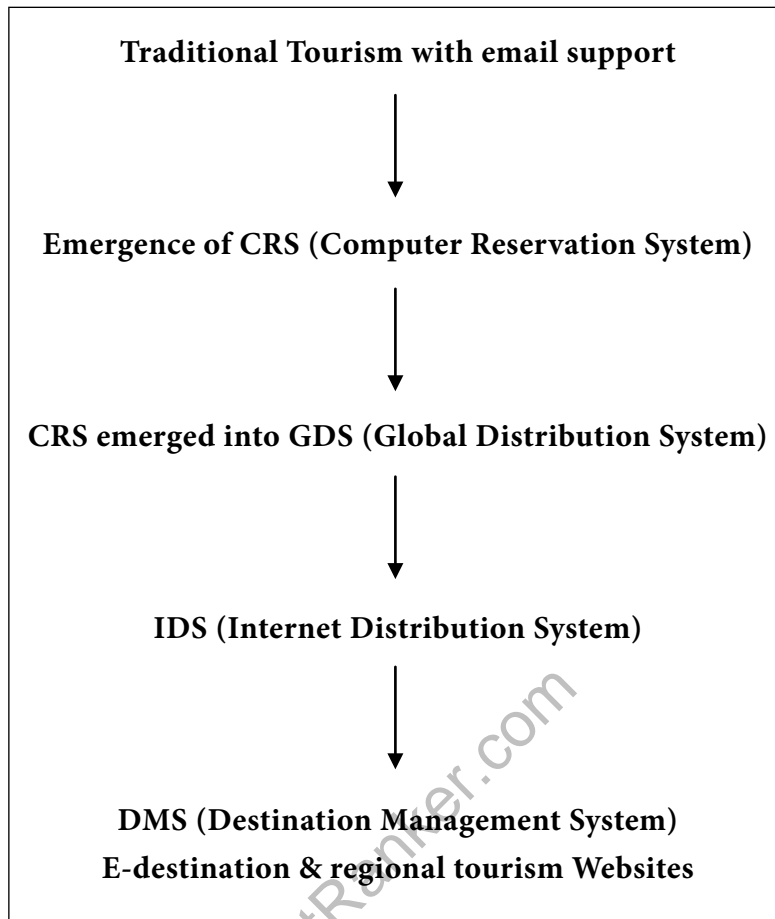 Traditional Tourism with email support
Emergence of CRS (Computer Reservation System)
CRS emerged into GDS (Global Distribution System)
IDS (Internet Distribution System)
DMS (Destination Management System)
E-destination & regional tourism Websites